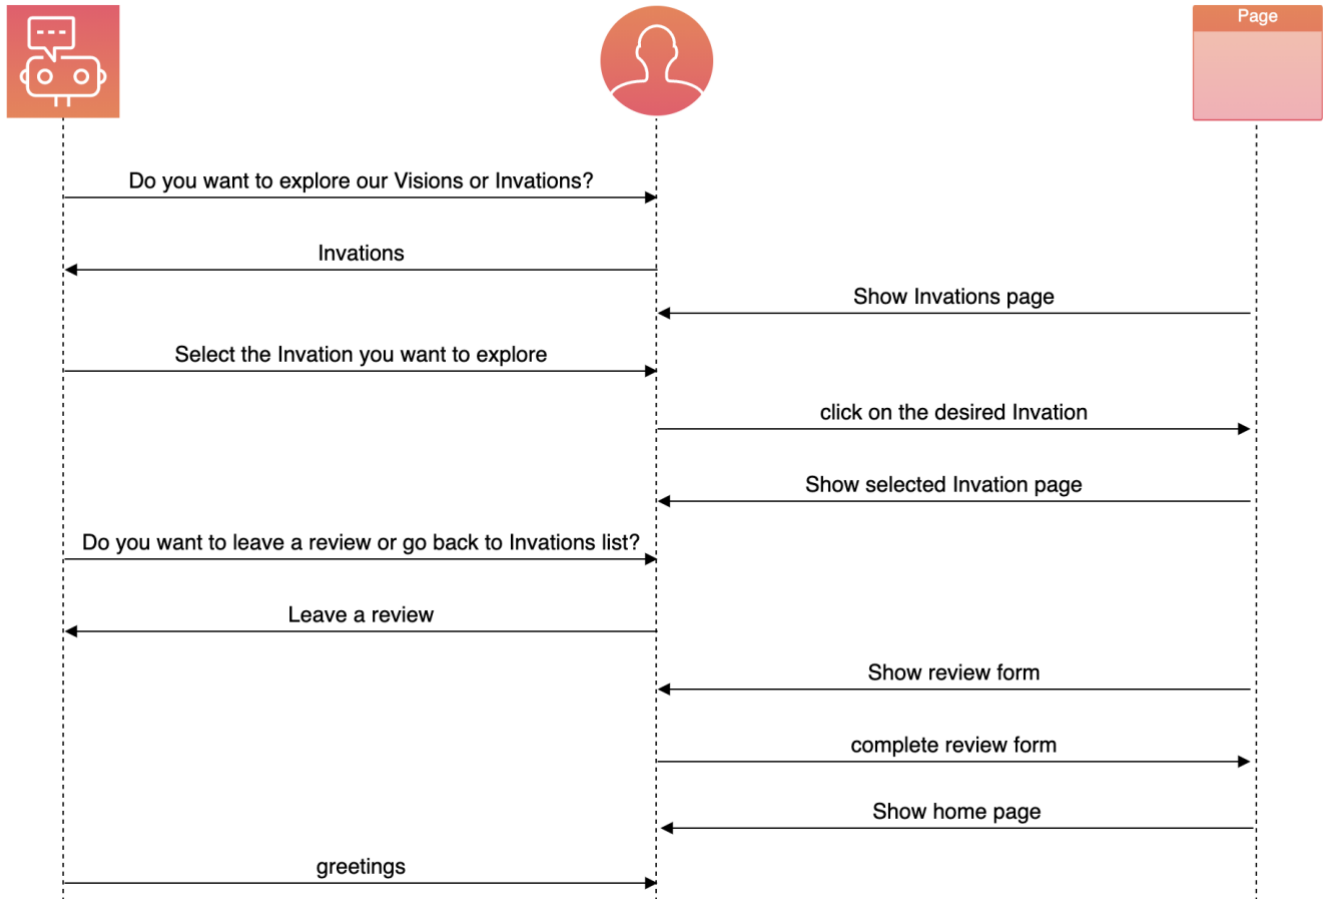 Page
Do you want to explore our Visions or Invations?
Invations
Show Invations page
Select the Invation you want to explore
click on the desired Invation
Show selected Invation page
Do you want to leave a review or go back to Invations list?
Leave a review
Show review form
complete review form
Show home page
greetings